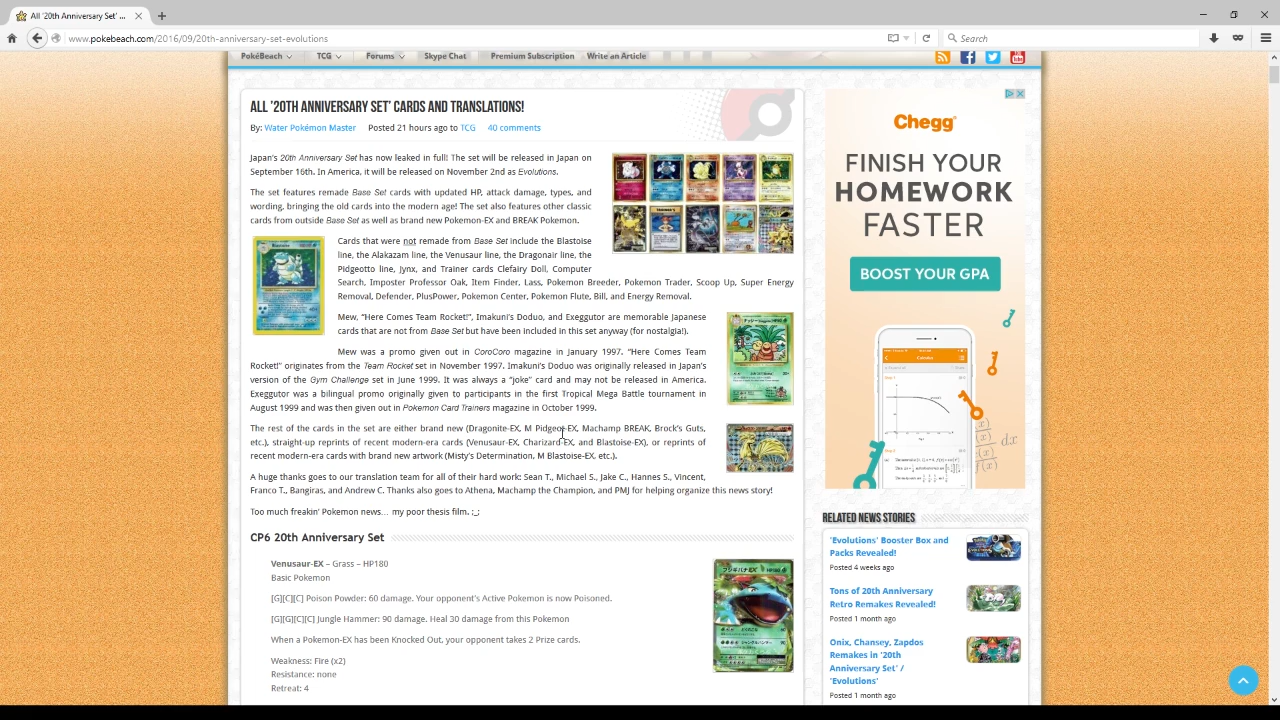 All '20th Anniversary Set'
www.pokebeach.com/2016/09/20th-anniversary-set-evolutions
Search
PokéBeach TCG Forums Skype Chat Premium Subscription Write an Article
ALL '20TH ANNIVERSARY SET' CARDS AND TRANSLATIONS!
By: Water Pokémon Master Posted 21 hours ago to TCG 40 comments
Japan's 20th Anniversary Set has now leaked in full! The set will be released in Japan on
September 16th. In America, it will be released on November 2nd as Evolutions.
The set features remade Base Set cards with updated HP, attack damage, types, and
wording, bringing the old cards into the modern age! The set also features other classic
cards from outside Base Set as well as brand new Pokemon-EX and BREAK Pokemon.
Cards that were not remade from Base Set include the Blastoise
line, the Alakazam line, the Venusaur line, the Dragonair line, the
Pidgeotto line, Jynx, and Trainer cards Clefairy Doll, Computer
Search, Imposter Professor Oak, Item Finder, Lass, Pokemon Breeder, Pokemon Trader, Scoop Up, Super Energy
Removal, Defender, PlusPower, Pokemon Center, Pokemon Flute, Bill, and Energy Removal.
Mew, "Here Comes Team Rocket!", Imakuni's Doduo, and Exeggutor are memorable Japanese
cards that are not from Base Set but have been included in this set anyway (for nostalgia!).
Mew was a promo given out in CoroCoro magazine in January 1997. "Here Comes Team
Rocket!" originates from the Team Rocket set in November 1997. Imakuni's Doduo was originally released in Japan's
version of the Gym Challenge set in June 1999. It was always "joke" card and may not be released in America.
Exeggutor was a bilingual promo originally given to participants in the first Tropical Mega Battle tournament in
August 1999 and was then given out in Pokemon Card Trainers magazine in October 1999.
The rest of the cards in the set are either brand new (Dragonite-EX, M Pidgeot-EX, Machamp BREAK, Brock's Guts,
etc.), straight-up reprints of recent modern-era cards (Venusaur-EX, Charizard-EX, and Blastoise-EX), or reprints of
recent modern-era cards with brand new artwork (Misty's Determination, M Blastoise-EX, etc.).
A huge thanks goes to our translation team for all of their hard work: Sean T., Michael S., Jake C., Hannes S., Vincent,
Franco T., Bangiras, and Andrew C. Thanks also goes to Athena, Machamp the Champion, and PMJ for helping organize this news story!
Too much freakin' Pokemon news… my poor thesis film. :_;
CP6 20th Anniversary Set
Venusaur-EX – Grass – HP180
Basic Pokemon
[G][C][C] Poison Powder: 60 damage. Your opponent's Active Pokemon is now Poisoned.
[G][G][C][C] Jungle Hammer: 90 damage. Heal 30 damage from this Pokemon
When a Pokemon-EX has been Knocked Out, your opponent takes 2 Prize cards.
Weakness: Fire (x2)
Resistance: none
Retreat: 4
Chegg
FINISH YOUR
HOMEWORK
FASTER
BOOST YOUR GPA
RELATED NEWS STORIES
'Evolutions' Booster Box and
Packs Revealed!
Posted 4 weeks ago
Tons of 20th Anniversary
Retro Remakes Revealed!
Posted 1 month ago
Onix, Chansey, Zapdos
Remakes in '20th
Anniversary Set' /
'Evolutions'
Posted 1 month ago